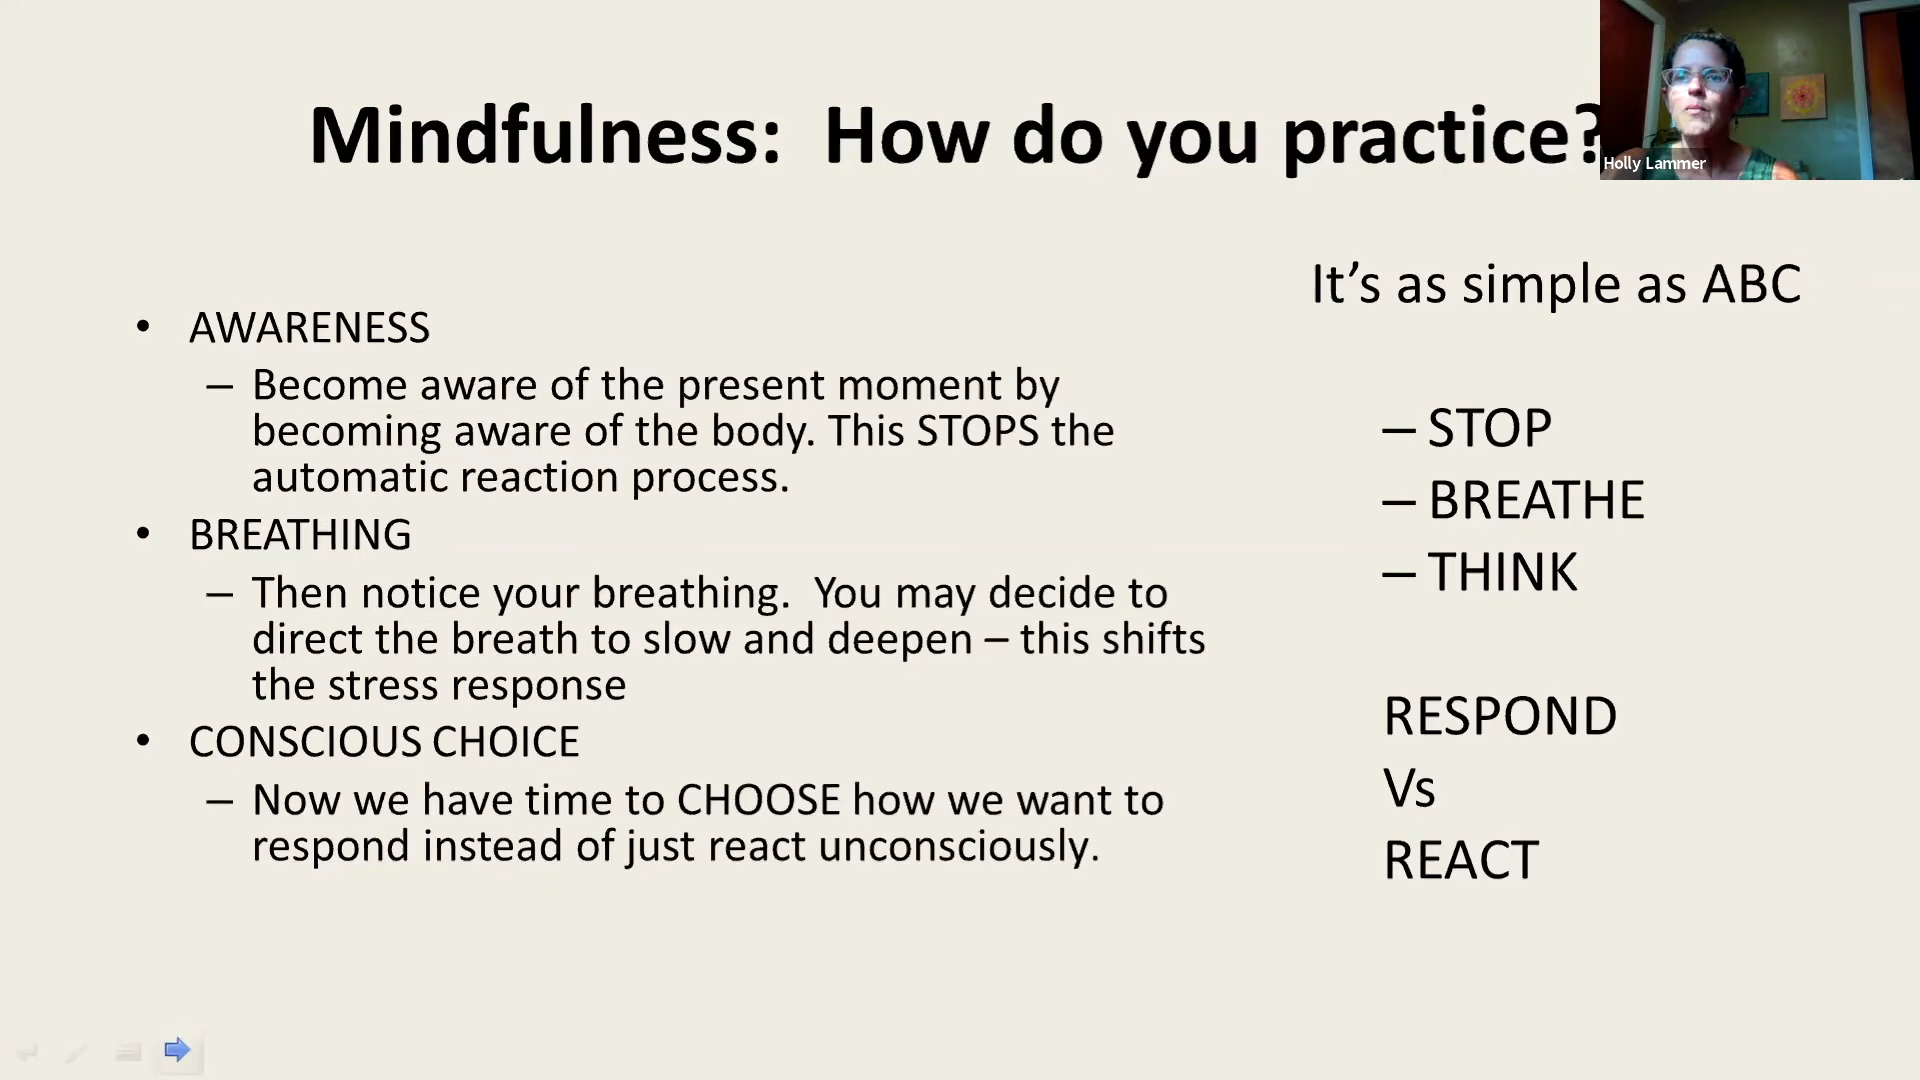 Mindfulness:  How do you practice?
Holly Lammer
• AWARENESS
– Become aware of the present moment by
becoming aware of the body. This STOPS the
automatic reaction process.
• BREATHING
– Then notice your breathing.  You may decide to
direct the breath to slow and deepen – this shifts
the stress response
• CONSCIOUS CHOICE
– Now we have time to CHOOSE how we want to
respond instead of just react unconsciously.
It’s as simple as ABC
– STOP
– BREATHE
– THINK
RESPOND
Vs
REACT